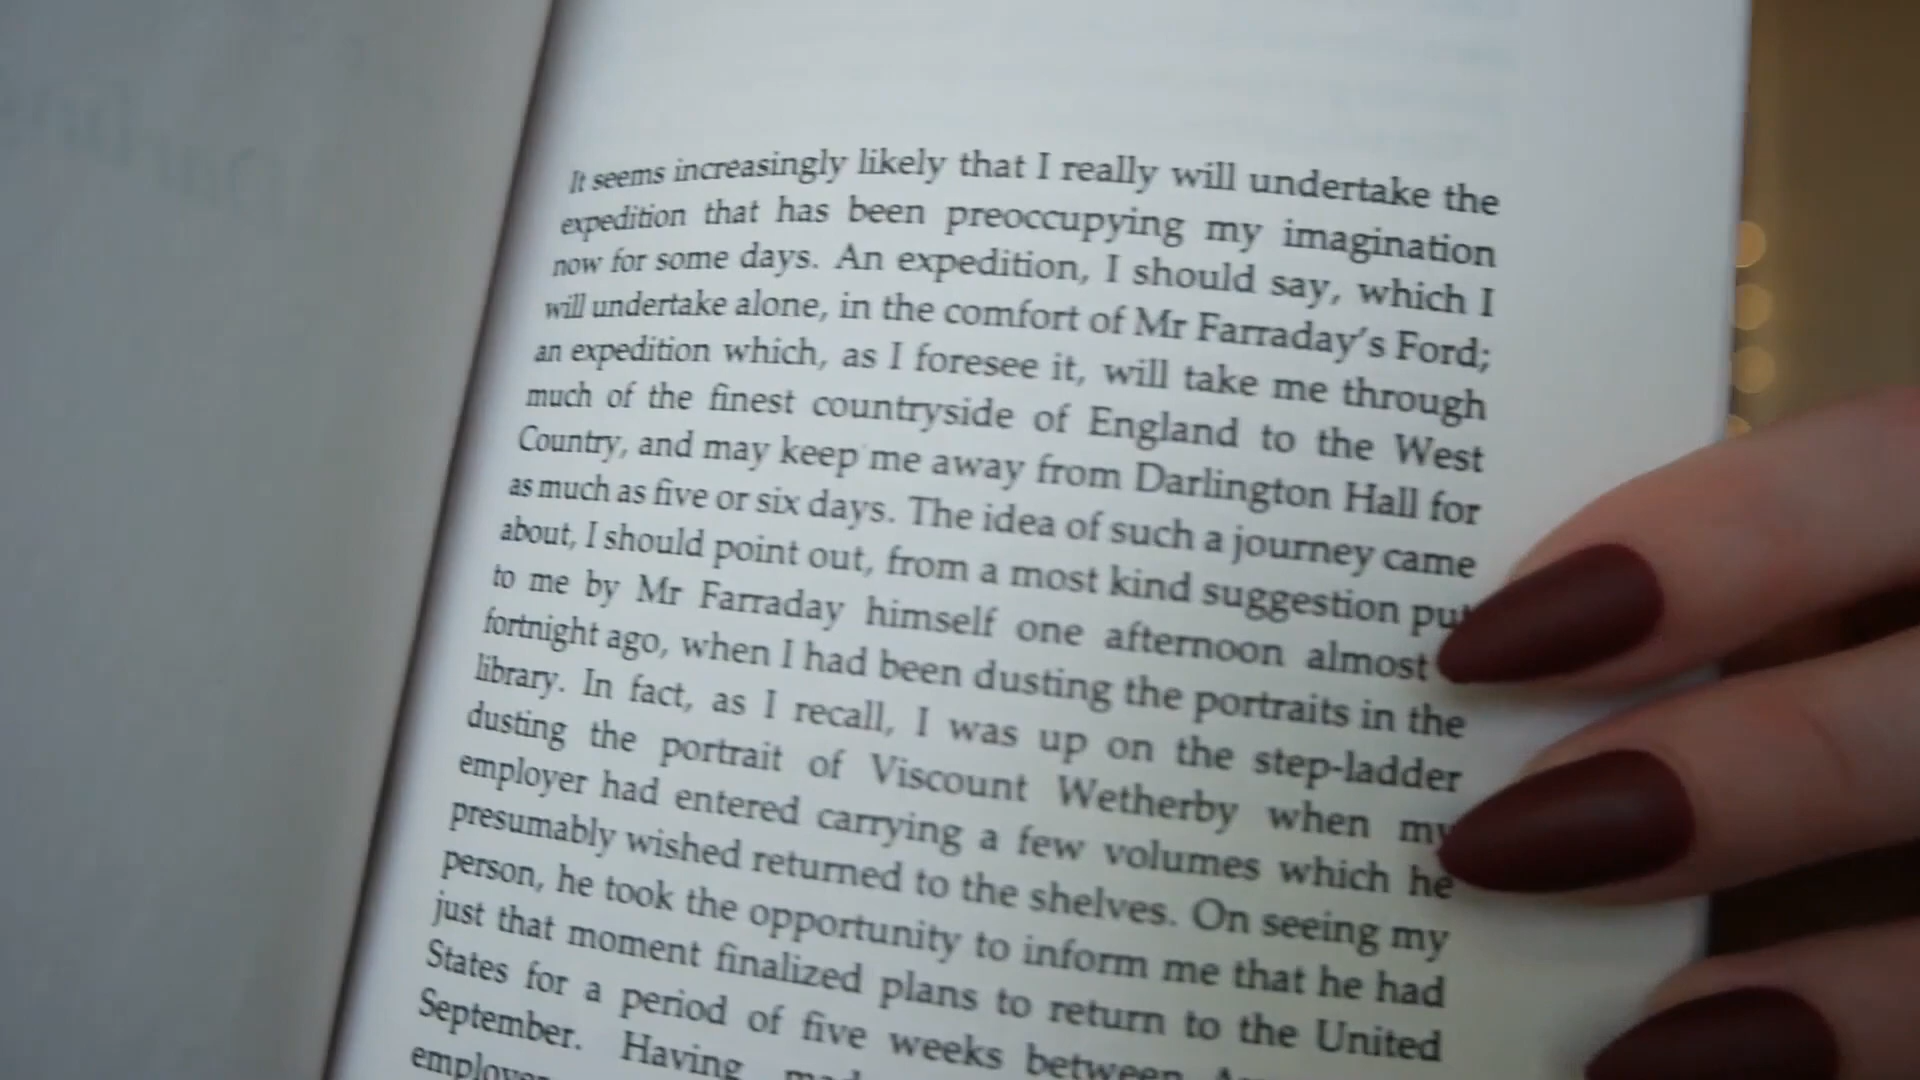 It seems increasingly likely that I really will undertake the
expedition that has been preoccupying my imagination
now for some days. An expedition, I should say, which I
will undertake alone, in the comfort of Mr Farraday's Ford;
an expedition which, as I foresee it, will take me through
much of the finest countryside of England to the West
Country, and may keep me away from Darlington Hall for
as much as five or six days. The idea of such a journey came
about, I should point out, from a most kind suggestion put
to me by Mr Farraday himself one afternoon almost
fortnight ago, when I had been dusting the portraits in the
library. In fact, as I recall, I was up on the step-ladder
dusting the portrait of Viscount Wetherby when my
employer had entered carrying a few volumes which he
presumably wished returned to the shelves. On seeing my
person, he took the opportunity to inform me that he had
just that moment finalized plans to return to the United
States for a period of five weeks between
September. Having